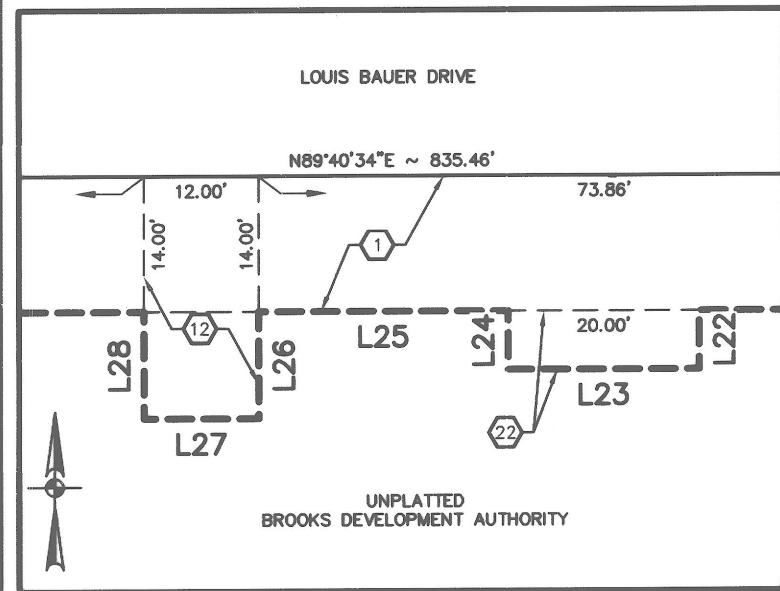 LOUIS BAUER DRIVE
N89°40'34"E ~ 835.46'
12.00'
73.86'
14.00'
14.00'
1
12
L28
L26
L25
L24
20.00'
L22
L27
L23
22
UNPLATTED
BROOKS DEVELOPMENT AUTHORITY